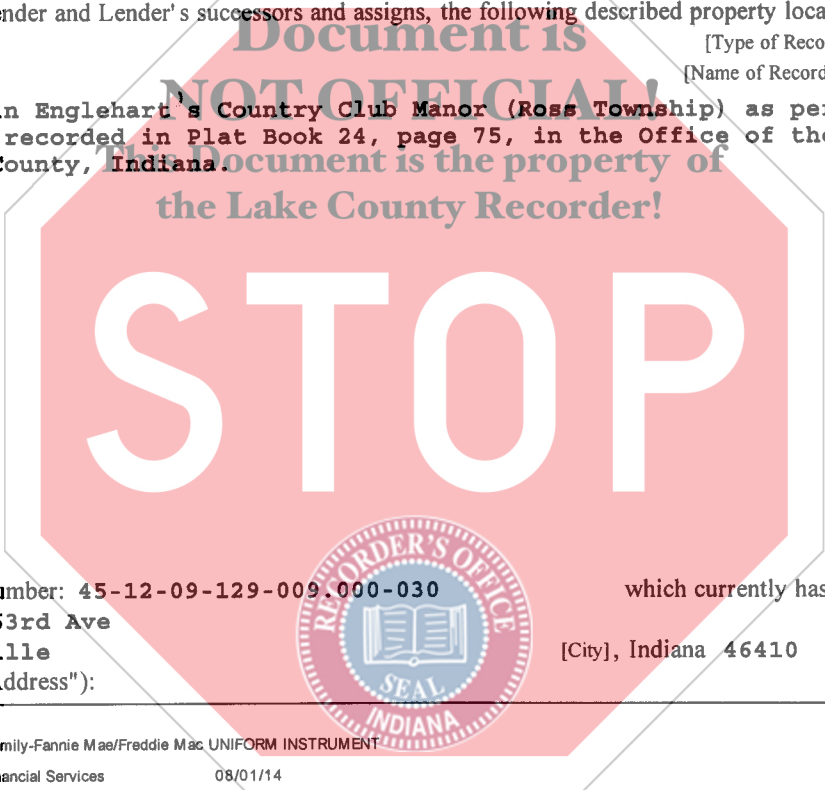 ender and Lender's successors and assigns, the following described property loca
Document is
[Type of Reco
[Name of Record
NOT OFFICIAL!
n Englehart's Country Club Manor (Ross Township) as pe
recorded in Plat Book 24, page 75, in the Office of the
ounty, Indiana.
This Document is the property of
the Lake County Recorder!
STOP
RECORDER'S OFFICE
SEAL
INDIANA
umber: 45-12-09-129-009.000-030 which currently has
3rd Ave
lle [City], Indiana 46410
ddress"):
mily-Fannie Mae/Freddie Mac UNIFORM INSTRUMENT
ancial Services 08/01/14